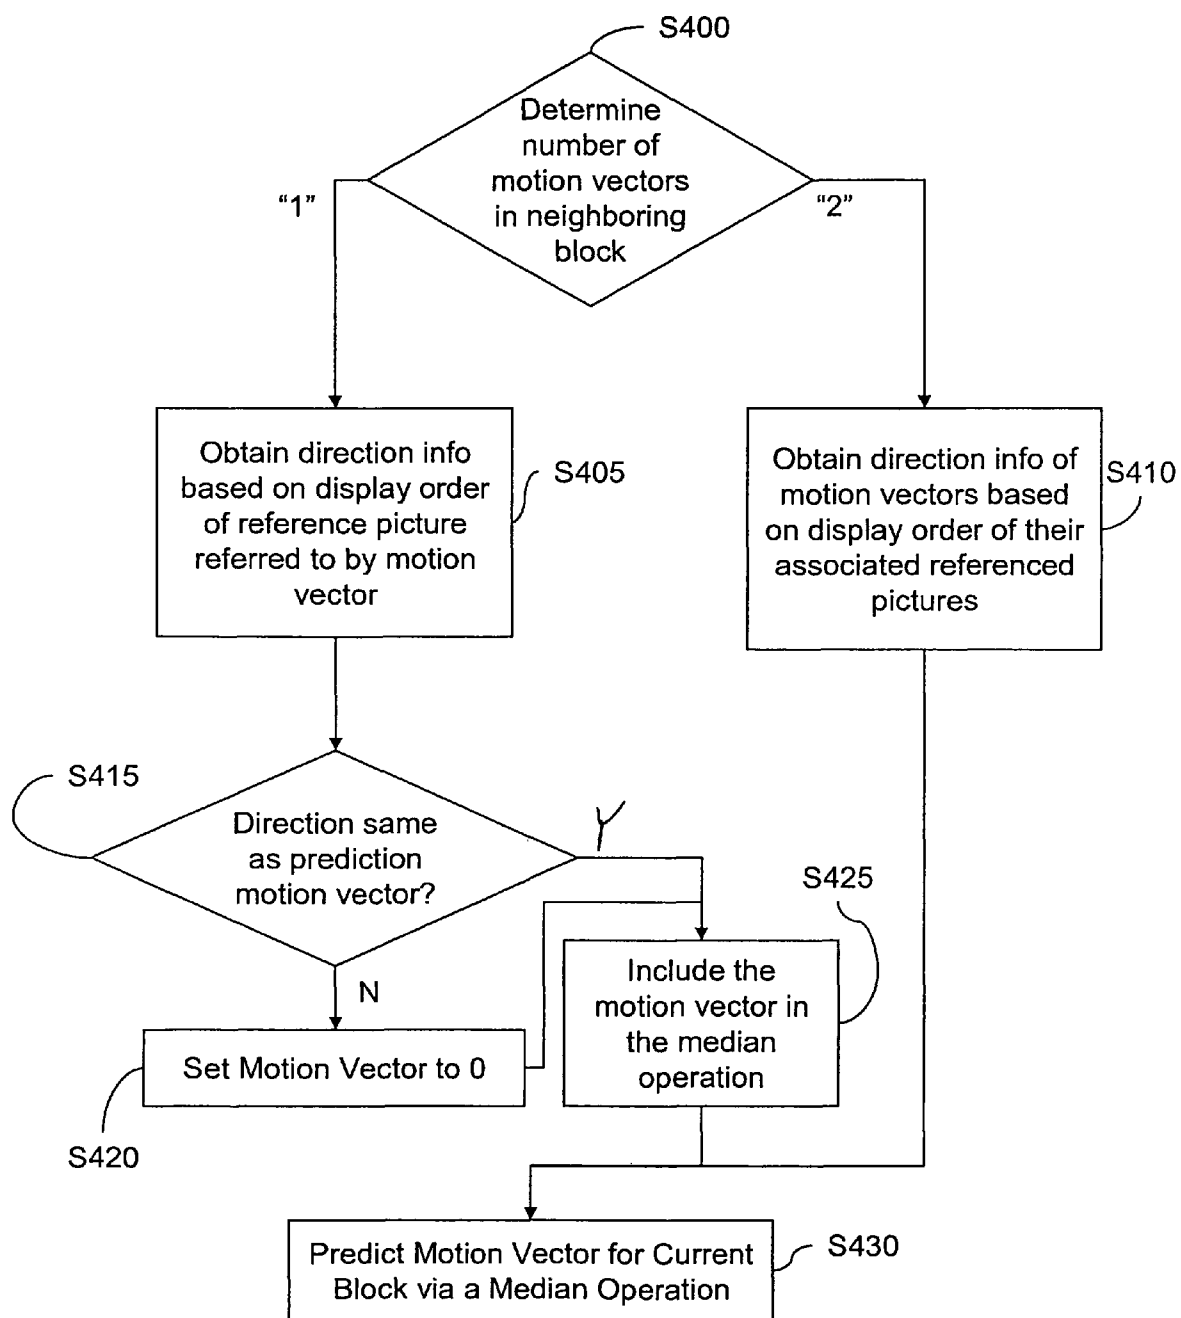 S400
Determine
number of
motion vectors
in neighboring
block
“1”
“2”
Obtain direction info
based on display order
of reference picture
referred to by motion
vector
S405
Obtain direction info of
motion vectors based
on display order of their
associated referenced
pictures
S410
S415
Direction same
as prediction
motion vector?
Y
N
S425
Include the
motion vector in
the median
operation
Set Motion Vector to 0
S420
Predict Motion Vector for Current
Block via a Median Operation
S430